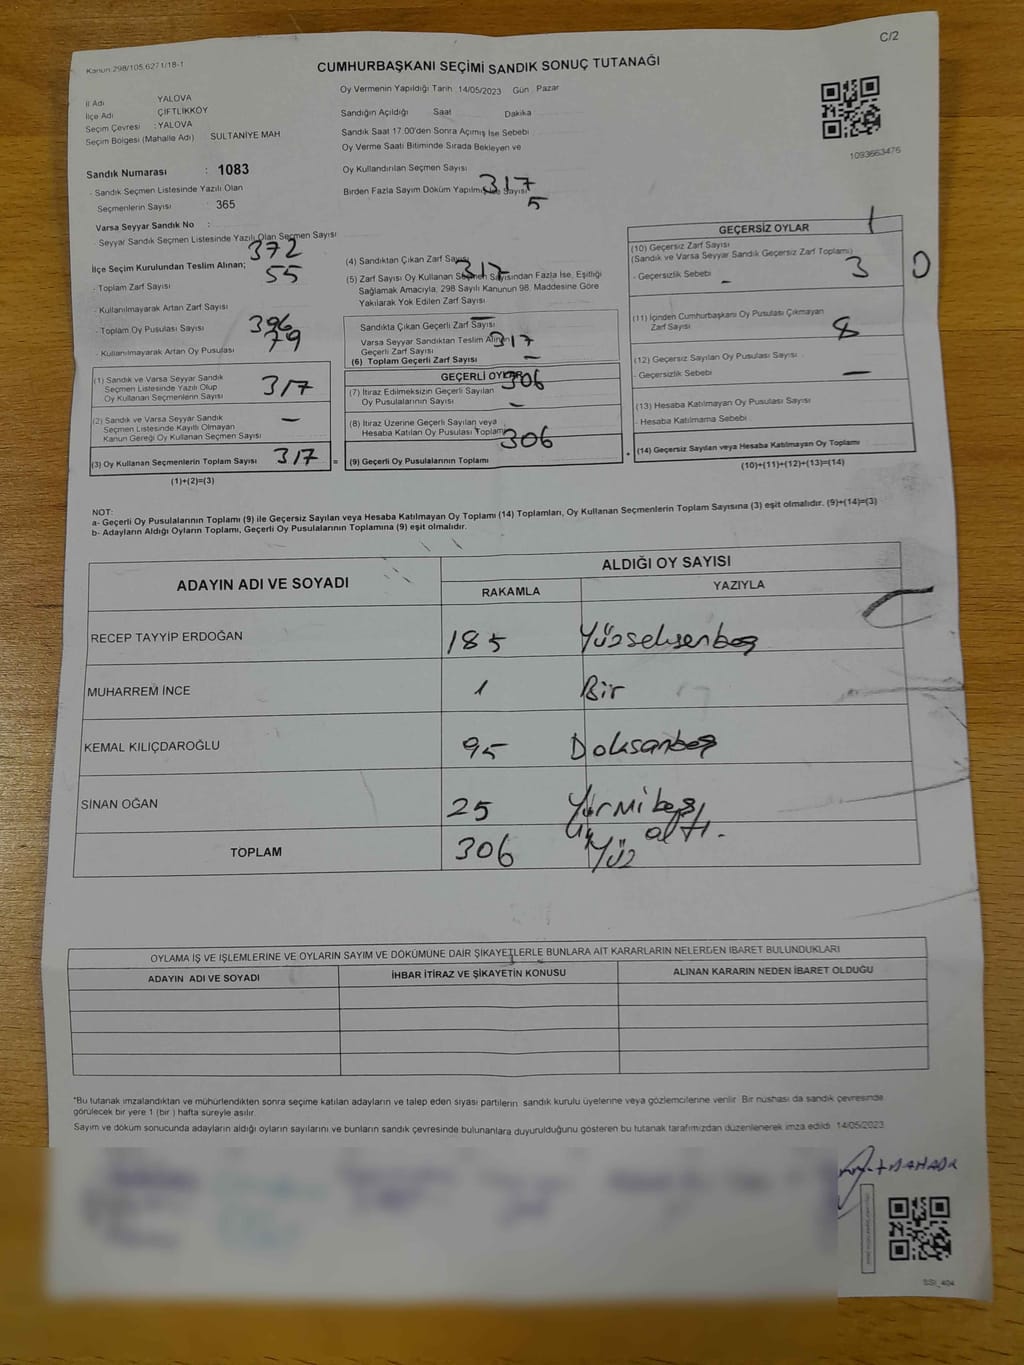 C/2
Kanun 298/105,6271/18-1
CUMHURBAŞKANI SEÇİMİ SANDIK SONUÇ TUTANAĞI
İl Adı YALOVA
İlçe Adı ÇİFTLİKKÖY
Seçim Çevresi : YALOVA
Seçim Bölgesi (Mahalle Adı) SULTANİYE MAH
Oy Vermenin Yapıldığı Tarih 14/05/2023 Gün Pazar
Sandığın Açıldığı Saat Dakika
Sandık Saat 17:00'den Sonra Açımış İse Sebebi
Oy Verme Saati Bitiminde Sırada Bekleyen ve
Oy Kullandırılan Seçmen Sayısı
Birden Fazla Sayım Döküm Yapılmış İse Sayısı
317
5
1093663476
Sandık Numarası : 1083
- Sandık Seçmen Listesinde Yazılı Olan
Seçmenlerin Sayısı : 365
Varsa Seyyar Sandık No :
Seyyar Sandık Seçmen Listesinde Yazılı Olan Seçmen Sayısı
372
İlçe Seçim Kurulundan Teslim Alınan;
55
- Toplam Zarf Sayısı
- Kullanılmayarak Artan Zarf Sayısı
- Toplam Oy Pusulası Sayısı 396
79
- Kullanılmayarak Artan Oy Pusulası
(1) Sandık ve Varsa Seyyar Sandık
Seçmen Listesinde Yazılı Olup
Oy Kullanan Seçmenlerin Sayısı
317
(2) Sandık ve Varsa Seyyar Sandık
Seçmen Listesinde Kayıtlı Olmayan
Kanun Gereği Oy Kullanan Seçmen Sayısı
—
(3) Oy Kullanan Seçmenlerin Toplam Sayısı 317
=
(1)+(2)=(3)
(4) Sandıktan Çıkan Zarf Sayısı
317
(5) Zarf Sayısı Oy Kullanan Seçmen Sayısından Fazla İse, Eşitliği
Sağlamak Amacıyla, 298 Sayılı Kanunun 98. Maddesine Göre
Yakılarak Yok Edilen Zarf Sayısı
—
Sandıkta Çıkan Geçerli Zarf Sayısı
Varsa Seyyar Sandıktan Teslim Alınan
Geçerli Zarf Sayısı
317
(6) Toplam Geçerli Zarf Sayısı
—
GEÇERLİ OYLAR
306
(7) İtiraz Edilmeksizin Geçerli Sayılan
Oy Pusulalarının Sayısı
—
(8) İtiraz Üzerine Geçerli Sayılan veya
Hesaba Katılan Oy Pusulası Toplamı
306
(9) Geçerli Oy Pusulalarının Toplamı
+
GEÇERSİZ OYLAR
1
(10) Geçersiz Zarf Sayısı
(Sandık ve Varsa Seyyar Sandık Geçersiz Zarf Toplamı)
3 0
- Geçersizlik Sebebi
—
(11) İçinden Cumhurbaşkanı Oy Pusulası Çıkmayan
Zarf Sayısı
8
(12) Geçersiz Sayılan Oy Pusulası Sayısı
- Geçersizlik Sebebi
—
(13) Hesaba Katılmayan Oy Pusulası Sayısı
- Hesaba Katılmama Sebebi
(14) Geçersiz Sayılan veya Hesaba Katılmayan Oy Toplamı
(10)+(11)+(12)+(13)=(14)
NOT:
a- Geçerli Oy Pusulalarının Toplamı (9) ile Geçersiz Sayılan veya Hesaba Katılmayan Oy Toplamı (14) Toplamları, Oy Kullanan Seçmenlerin Toplam Sayısına (3) eşit olmalıdır. (9)+(14)=(3)
b- Adayların Aldığı Oyların Toplamı, Geçerli Oy Pusulalarının Toplamına (9) eşit olmalıdır.
ADAYIN ADI VE SOYADI
ALDIĞI OY SAYISI
RAKAMLA YAZIYLA
RECEP TAYYİP ERDOĞAN 185 Yüzseksenbeş
MUHARREM İNCE 1 Bir
KEMAL KILIÇDAROĞLU 95 Doksanbeş
SİNAN OĞAN 25 Yirmibeş
TOPLAM 306 Üç Yüz altı.
OYLAMA İŞ VE İŞLEMLERİNE VE OYLARIN SAYIM VE DÖKÜMÜNE DAİR ŞİKAYETLERLE BUNLARA AİT KARARLARIN NELERDEN İBARET BULUNDUKLARI
ADAYIN ADI VE SOYADI İHBAR İTİRAZ VE ŞİKAYETİN KONUSU ALINAN KARARIN NEDEN İBARET OLDUĞU
"Bu tutanak imzalandıktan ve mühürlendikten sonra seçime katılan adayların ve talep eden siyasi partilerin sandık kurulu üyelerine veya gözlemcilerine verilir. Bir nüshası da sandık çevresinde
görülecek bir yere 1 (bir) hafta süreyle asılır.
Sayım ve döküm sonucunda adayların aldığı oyların sayılarını ve bunların sandık çevresinde bulunanlara duyurulduğunu gösteren bu tutanak tarafımızdan düzenlenerek imza edildi. 14/05/2023
SSI_404